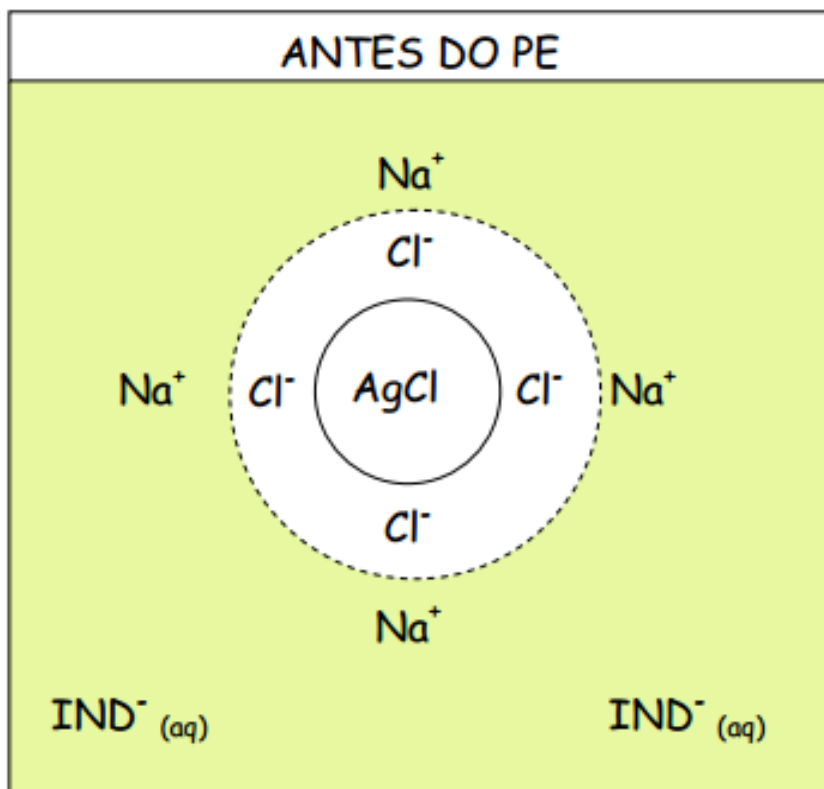 ANTES DO PE
Na⁺
Cl⁻
Na⁺ Cl⁻ AgCl Cl⁻ Na⁺
Cl⁻
Na⁺
IND⁻ (aq) IND⁻ (aq)